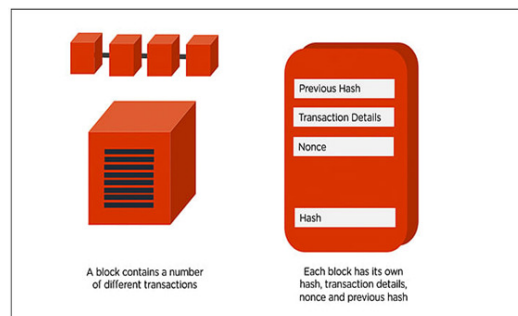 Previous Hash
Transaction Details
Nonce
Hash
A block contains a number
of different transactions
Each block has its own
hash, transaction details,
nonce and previous hash